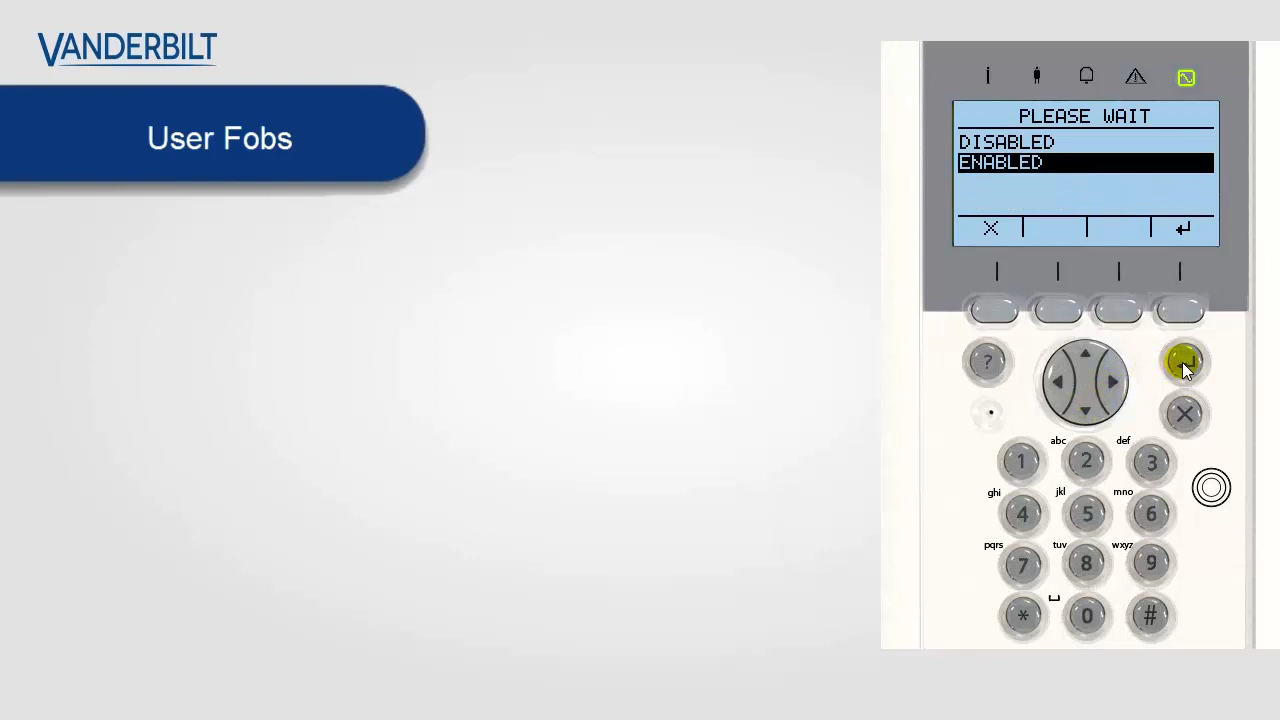 VANDERBILT
User Fobs
PLEASE WAIT
DISABLED
ENABLED
?
abc
def
1
2
3
ghi
jkl
mno
4
5
6
pqrs
tuv
wxyz
7
8
9
*
0
#